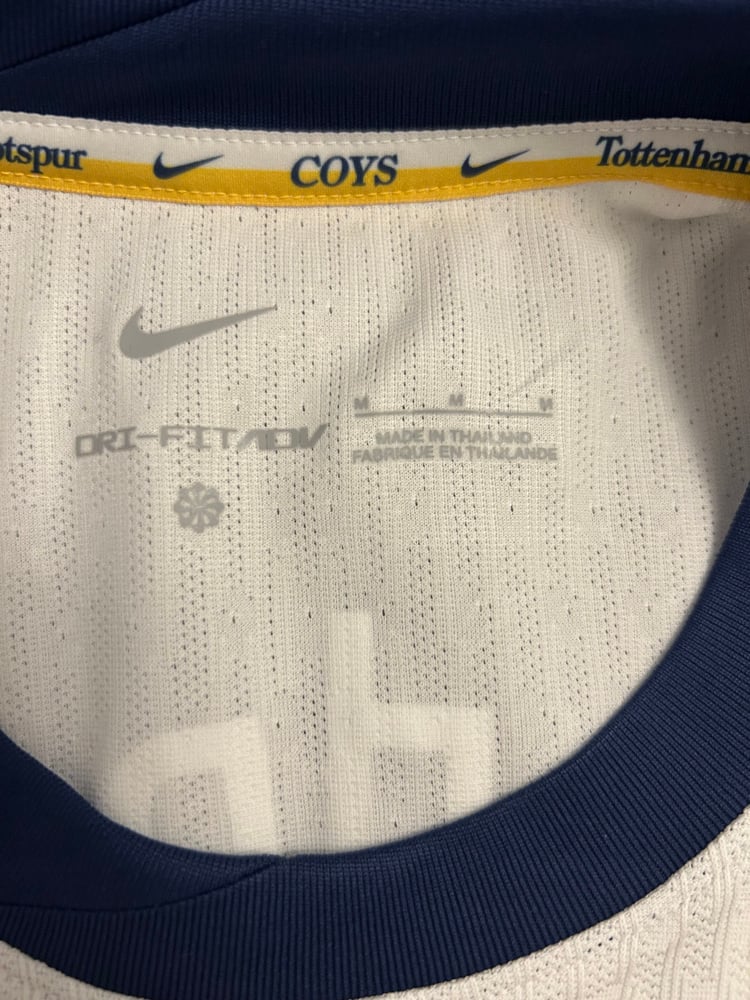 otspur COYS Tottenham
DRI-FIT ADV
M M M
MADE IN THAILAND
FABRIQUE EN THAILANDE